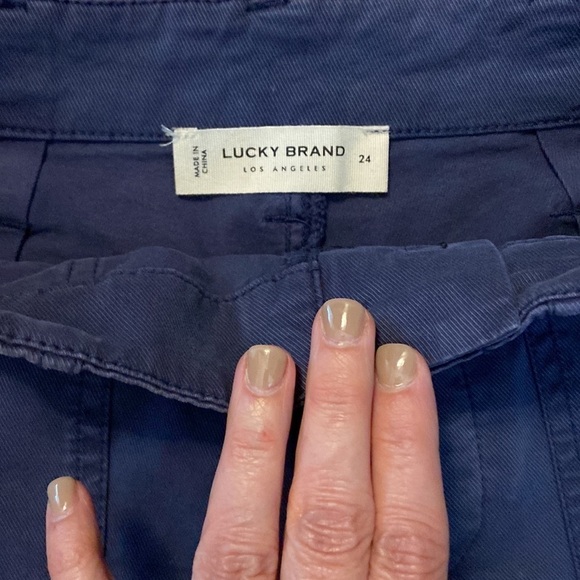 MADE IN
CHINA
LUCKY BRAND
LOS ANGELES
24